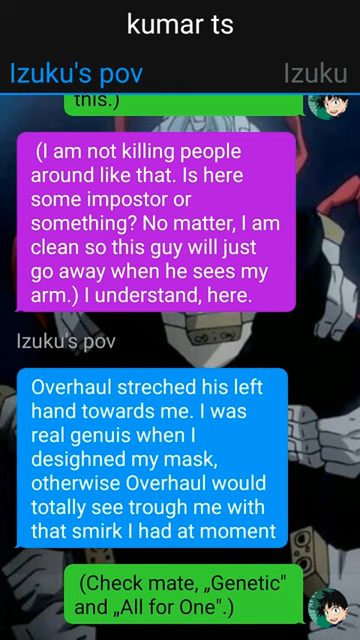 kumar ts
Izuku's pov Izuku
this.)
(I am not killing people
around like that. Is here
some impostor or
something? No matter, I am
clean so this guy will just
go away when he sees my
arm.) I understand, here.
Izuku's pov
Overhaul streched his left
hand towards me. I was
real genuis when I
desighned my mask,
otherwise Overhaul would
totally see trough me with
that smirk I had at moment
(Check mate, „Genetic"
and „All for One".)